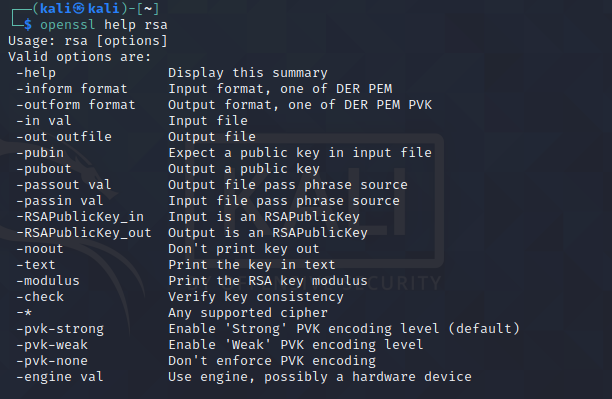 ┌──(kali㉿kali)-[~]
└─$ openssl help rsa
Usage: rsa [options]
Valid options are:
 -help              Display this summary
 -inform format     Input format, one of DER PEM
 -outform format    Output format, one of DER PEM PVK
 -in val            Input file
 -out outfile       Output file
 -pubin             Expect a public key in input file
 -pubout            Output a public key
 -passout val       Output file pass phrase source
 -passin val        Input file pass phrase source
 -RSAPublicKey_in   Input is an RSAPublicKey
 -RSAPublicKey_out  Output is an RSAPublicKey
 -noout             Don't print key out
 -text              Print the key in text
 -modulus           Print the RSA key modulus
 -check             Verify key consistency
 -*                 Any supported cipher
 -pvk-strong        Enable 'Strong' PVK encoding level (default)
 -pvk-weak          Enable 'Weak' PVK encoding level
 -pvk-none          Don't enforce PVK encoding
 -engine val        Use engine, possibly a hardware device
KALI
SECURITY